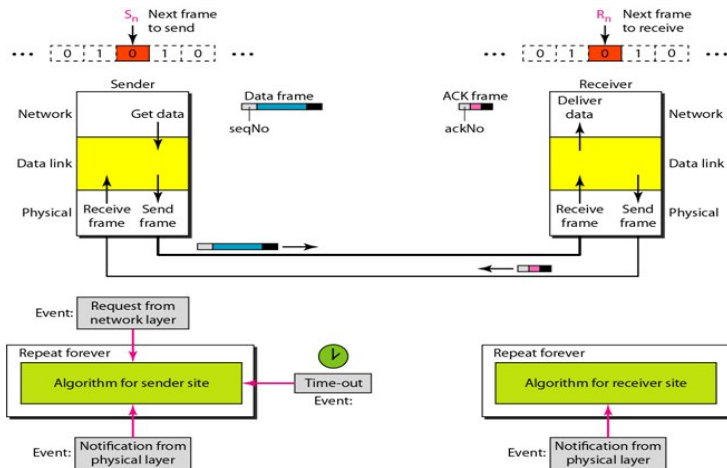 Sn Next frame
to send
Rn Next frame
to receive
... 0 1 0 1 0 ...
... 0 1 0 1 0 ...
Sender
Receiver
Data frame
ACK frame
seqNo
ackNo
Network
Get data
Deliver
data
Network
Data link
Data link
Physical
Receive
frame
Send
frame
Receive
frame
Send
frame
Physical
Event:
Request from
network layer
Repeat forever
Algorithm for sender site
Time-out
Event:
Repeat forever
Algorithm for receiver site
Event:
Notification from
physical layer
Event:
Notification from
physical layer